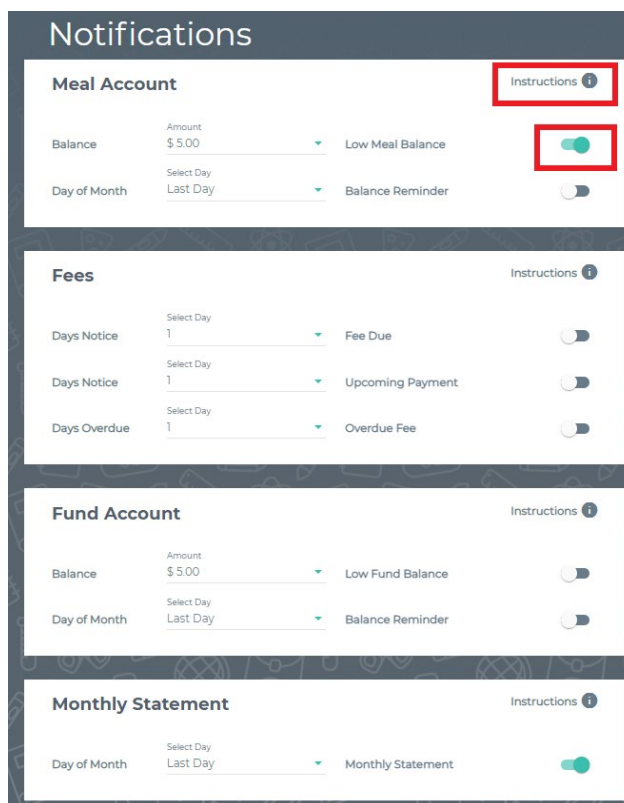 Notifications
Meal Account
Instructions
Amount
Balance $ 5.00 Low Meal Balance
Select Day
Day of Month Last Day Balance Reminder
Fees
Instructions
Select Day
Days Notice 1 Fee Due
Select Day
Days Notice 1 Upcoming Payment
Select Day
Days Overdue 1 Overdue Fee
Fund Account
Instructions
Amount
Balance $ 5.00 Low Fund Balance
Select Day
Day of Month Last Day Balance Reminder
Monthly Statement
Instructions
Select Day
Day of Month Last Day Monthly Statement